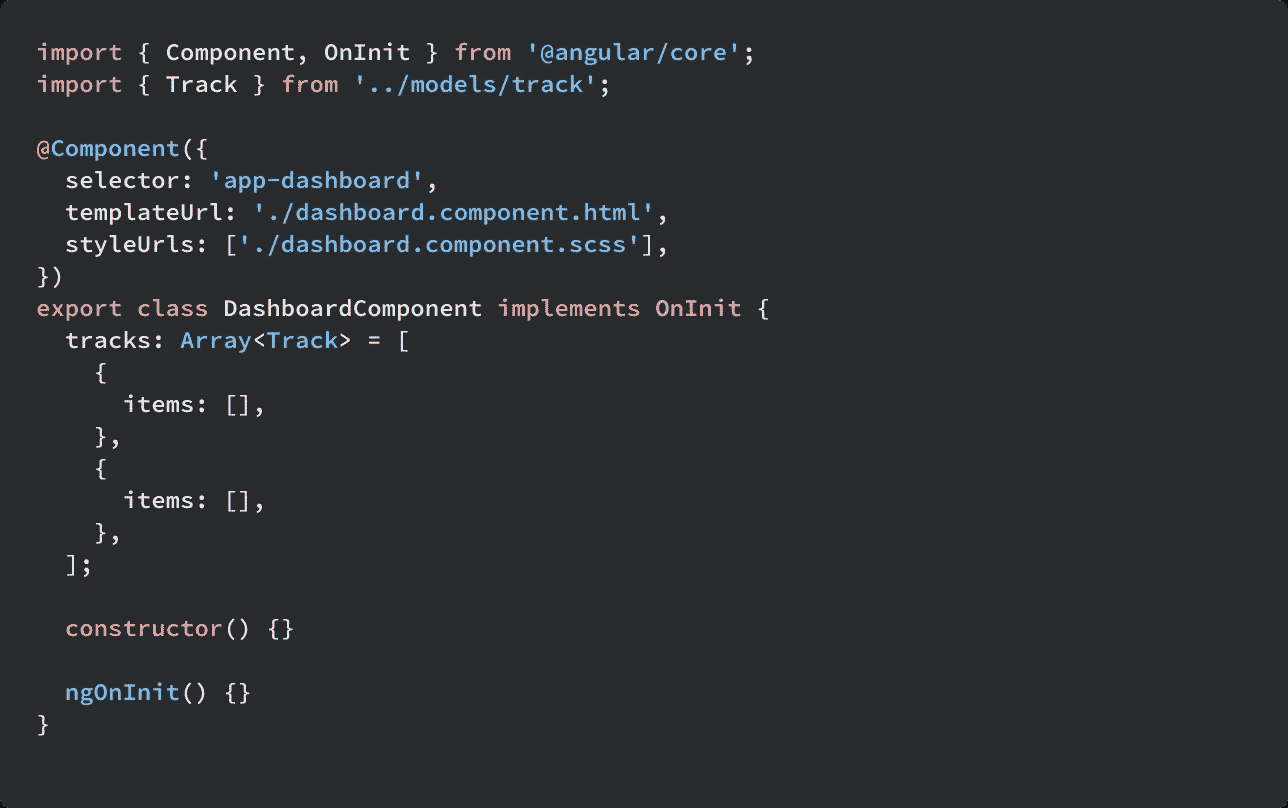 import { Component, OnInit } from '@angular/core';
import { Track } from '../models/track';

@Component({
  selector: 'app-dashboard',
  templateUrl: './dashboard.component.html',
  styleUrls: ['./dashboard.component.scss'],
})
export class DashboardComponent implements OnInit {
  tracks: Array<Track> = [
    {
      items: [],
    },
    {
      items: [],
    },
  ];

  constructor() {}

  ngOnInit() {}
}